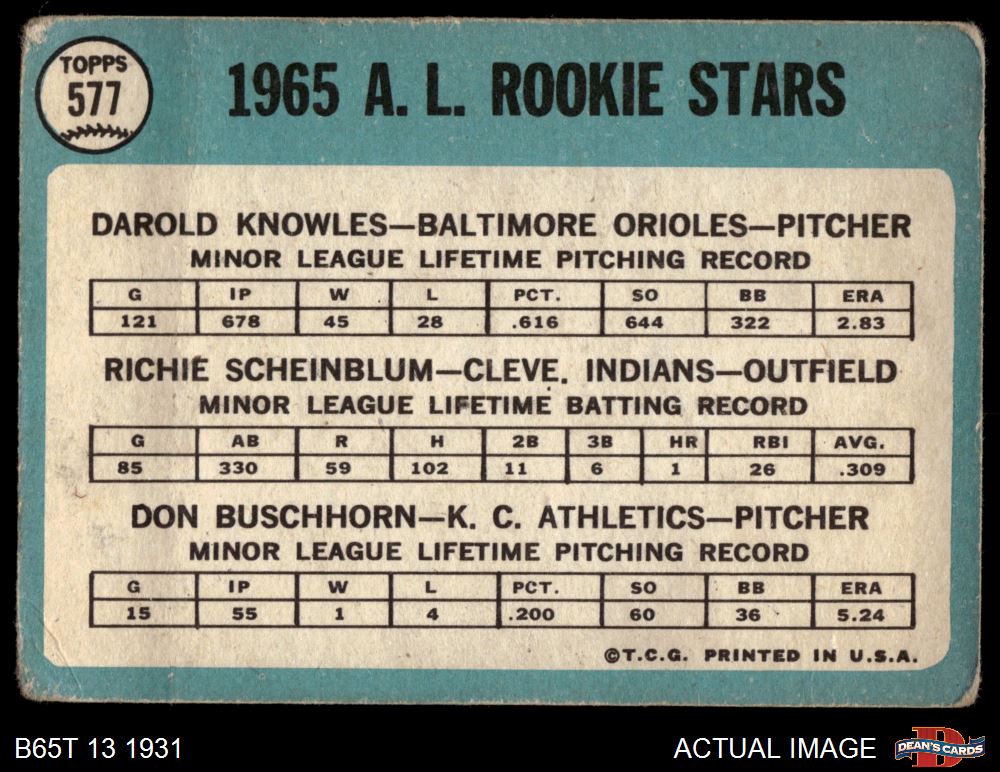 TOPPS
577
1965 A. L. ROOKIE STARS
DAROLD KNOWLES—BALTIMORE ORIOLES—PITCHER
MINOR LEAGUE LIFETIME PITCHING RECORD
G IP W L PCT. SO BB ERA
121 678 45 28 .616 644 322 2.83
RICHIE SCHEINBLUM—CLEVE. INDIANS—OUTFIELD
MINOR LEAGUE LIFETIME BATTING RECORD
G AB R H 2B 3B HR RBI AVG.
85 330 59 102 11 6 1 26 .309
DON BUSCHHORN—K. C. ATHLETICS—PITCHER
MINOR LEAGUE LIFETIME PITCHING RECORD
G IP W L PCT. SO BB ERA
15 55 1 4 .200 60 36 5.24
©T.C.G. PRINTED IN U.S.A.
B65T 13 1931 ACTUAL IMAGE
DEAN'S CARDS